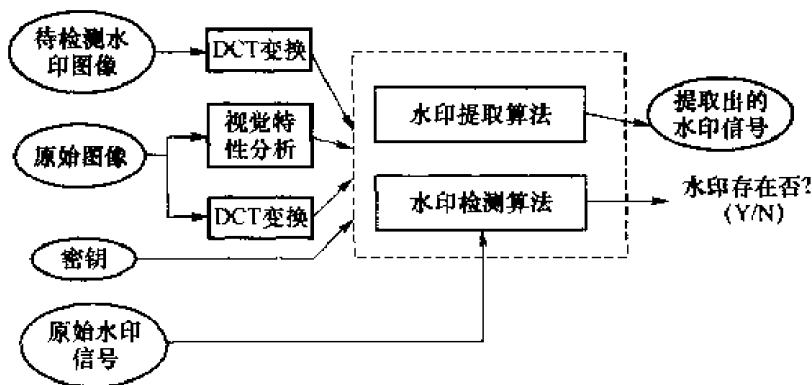 待检测水
印图像
DCT变换
视觉特
性分析
原始图像
DCT变换
密钥
原始水印
信号
水印提取算法
水印检测算法
提取出的
水印信号
水印存在否?
(Y/N)